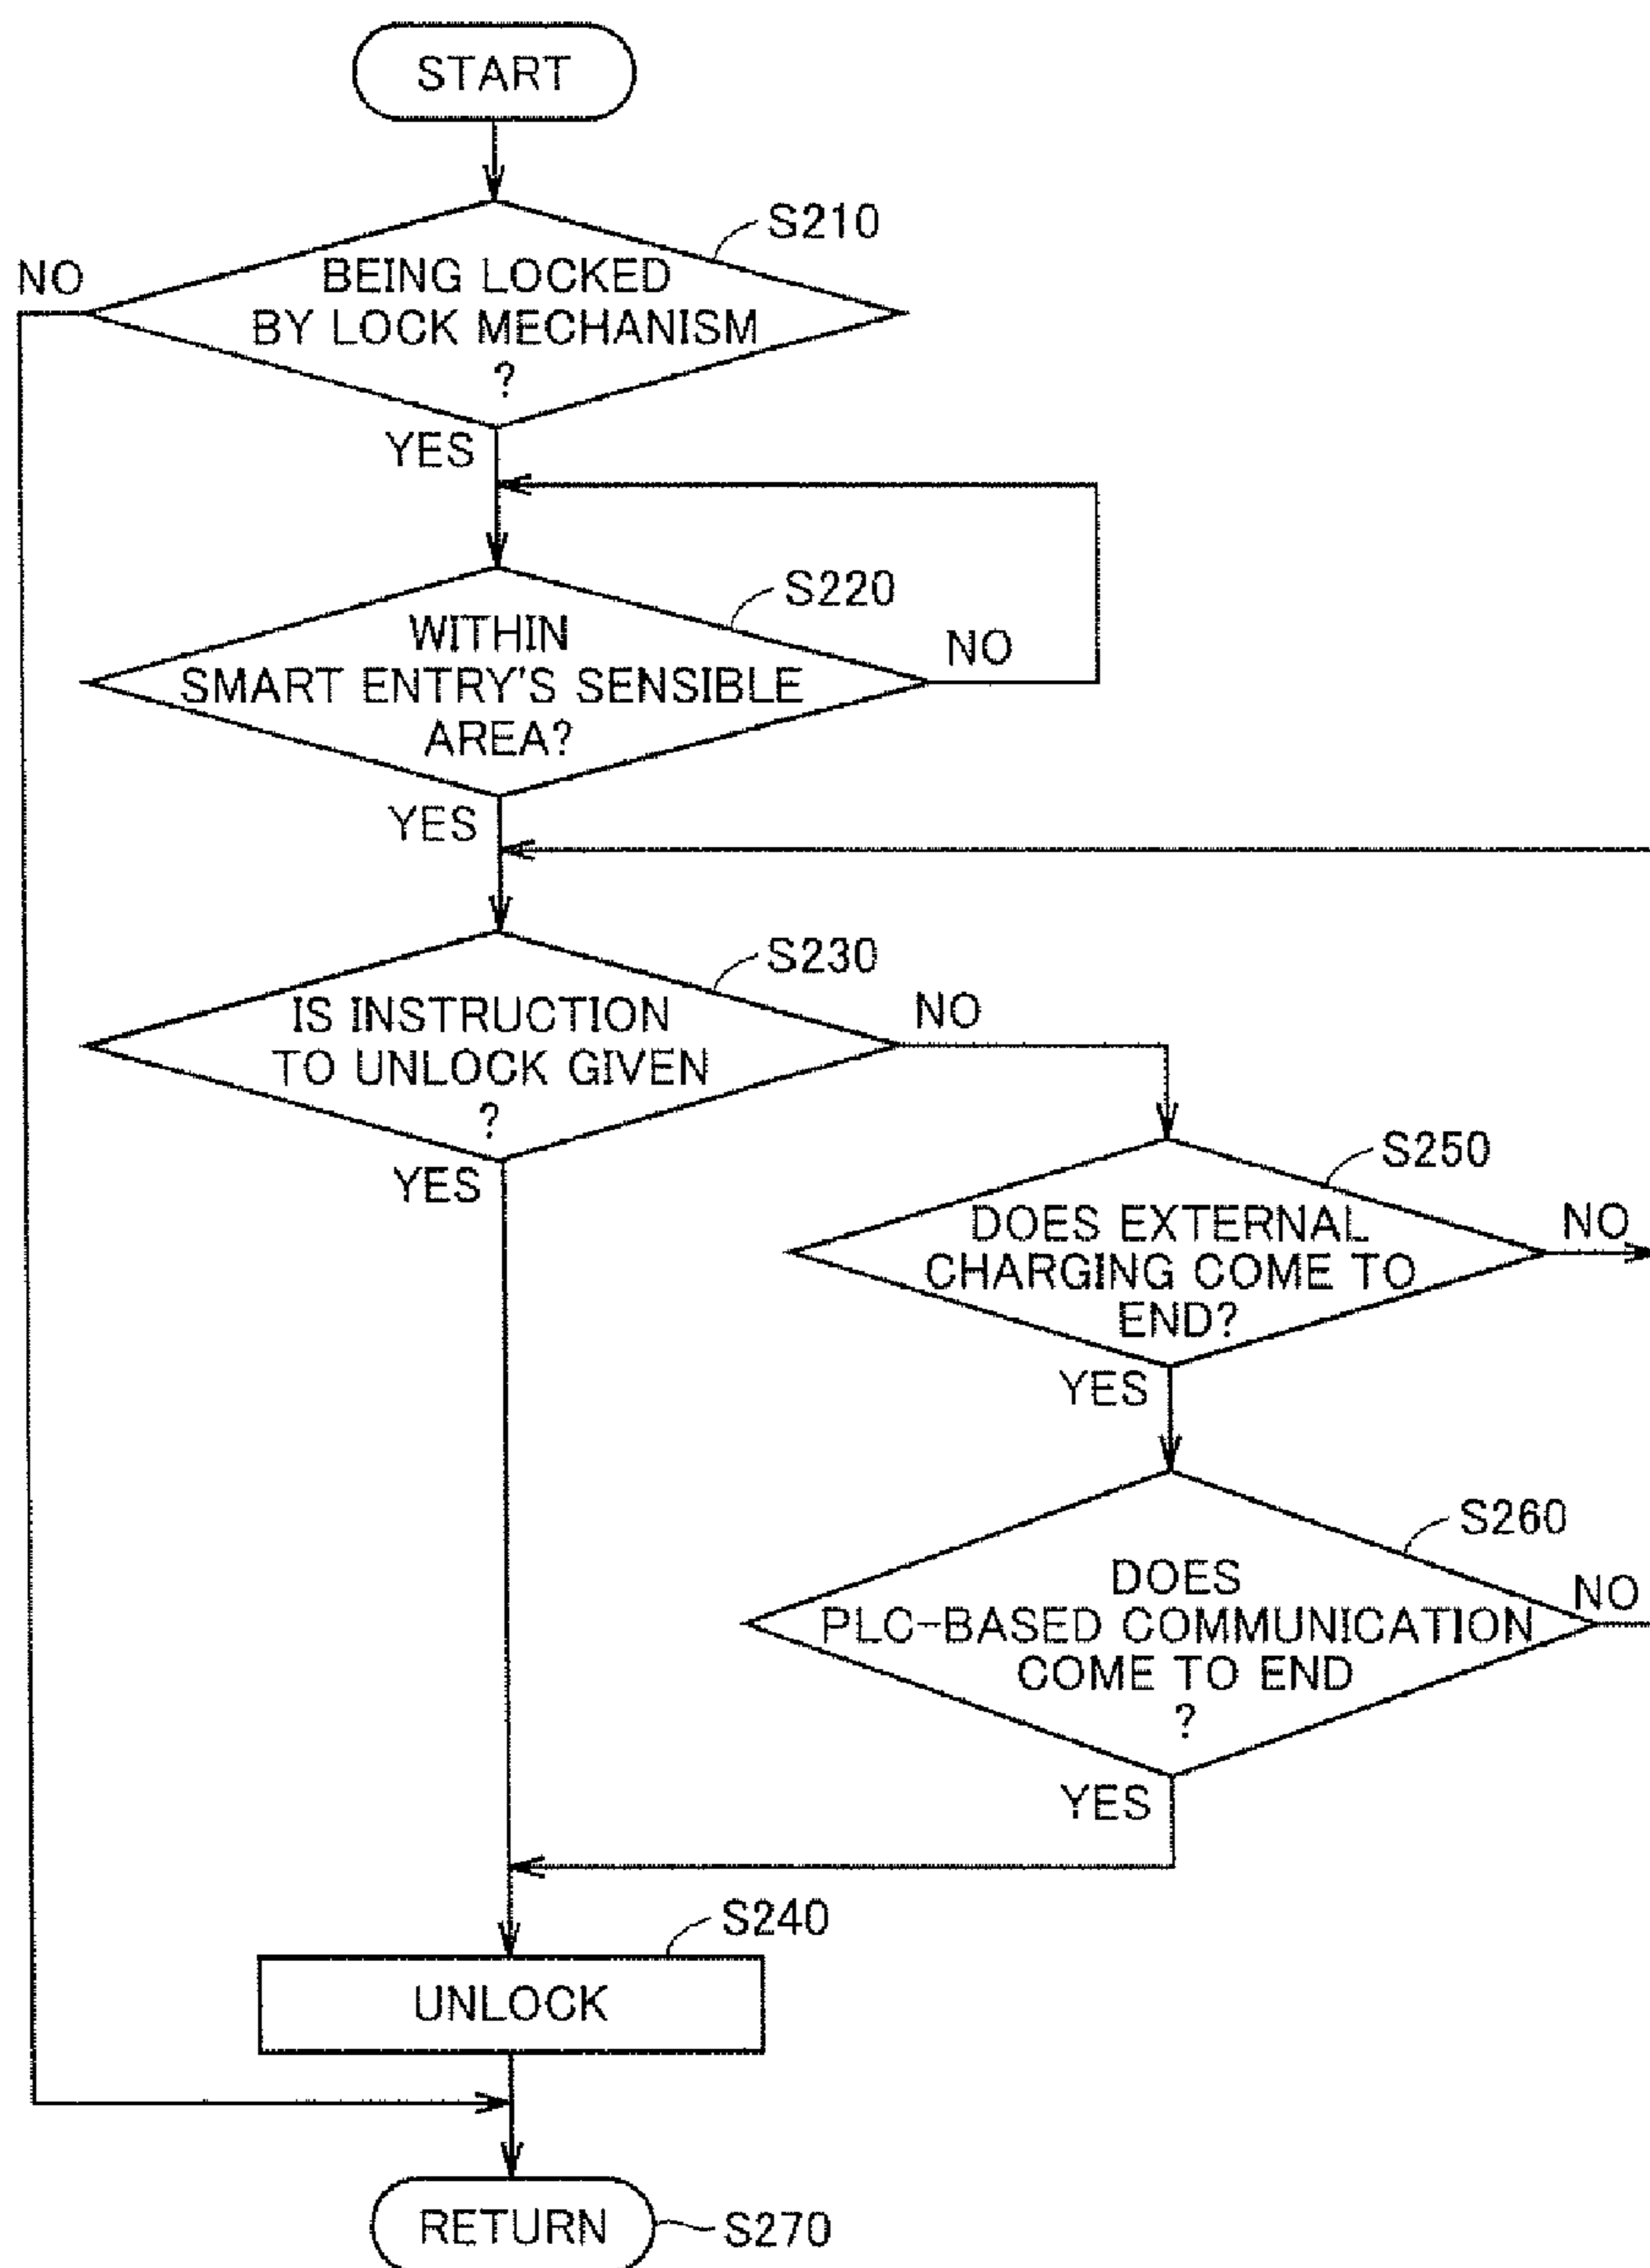 START
S210
NO
BEING LOCKED
BY LOCK MECHANISM
?
YES
S220
WITHIN
SMART ENTRY'S SENSIBLE
AREA?
NO
YES
S230
IS INSTRUCTION
TO UNLOCK GIVEN
?
NO
YES
S250
DOES EXTERNAL
CHARGING COME TO
END?
NO
YES
S260
DOES
PLC-BASED COMMUNICATION
COME TO END
?
NO
YES
S240
UNLOCK
RETURN
S270